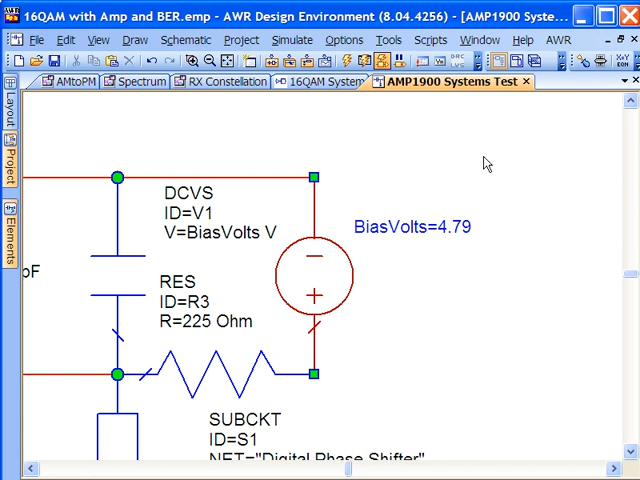 16QAM with Amp and BER.emp - AWR Design Environment (8.04.4256) - [AMP1900 Syste...
File Edit View Draw Schematic Project Simulate Options Tools Scripts Window Help AWR
DRC
LVS
X=Y
EQN
AMtoPM Spectrum RX Constellation 16QAM System AMP1900 Systems Test
Layout
Project
Elements
DCVS
ID=V1
V=BiasVolts V
BiasVolts=4.79
pF
RES
ID=R3
R=225 Ohm
SUBCKT
ID=S1
NET="Digital Phase Shifter"